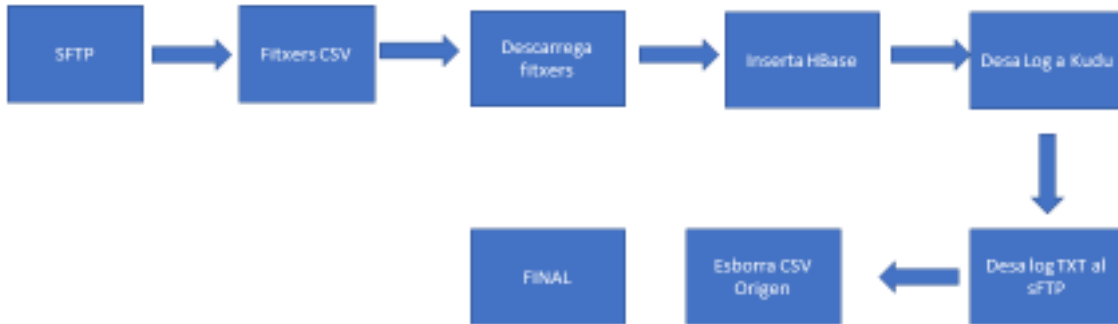 SFTP
Fitxers CSV
Descarrega
fitxers
Inserta HBase
Desa Log a Kudu
Desa log TXT al
sFTP
Esborra CSV
Origen
FINAL